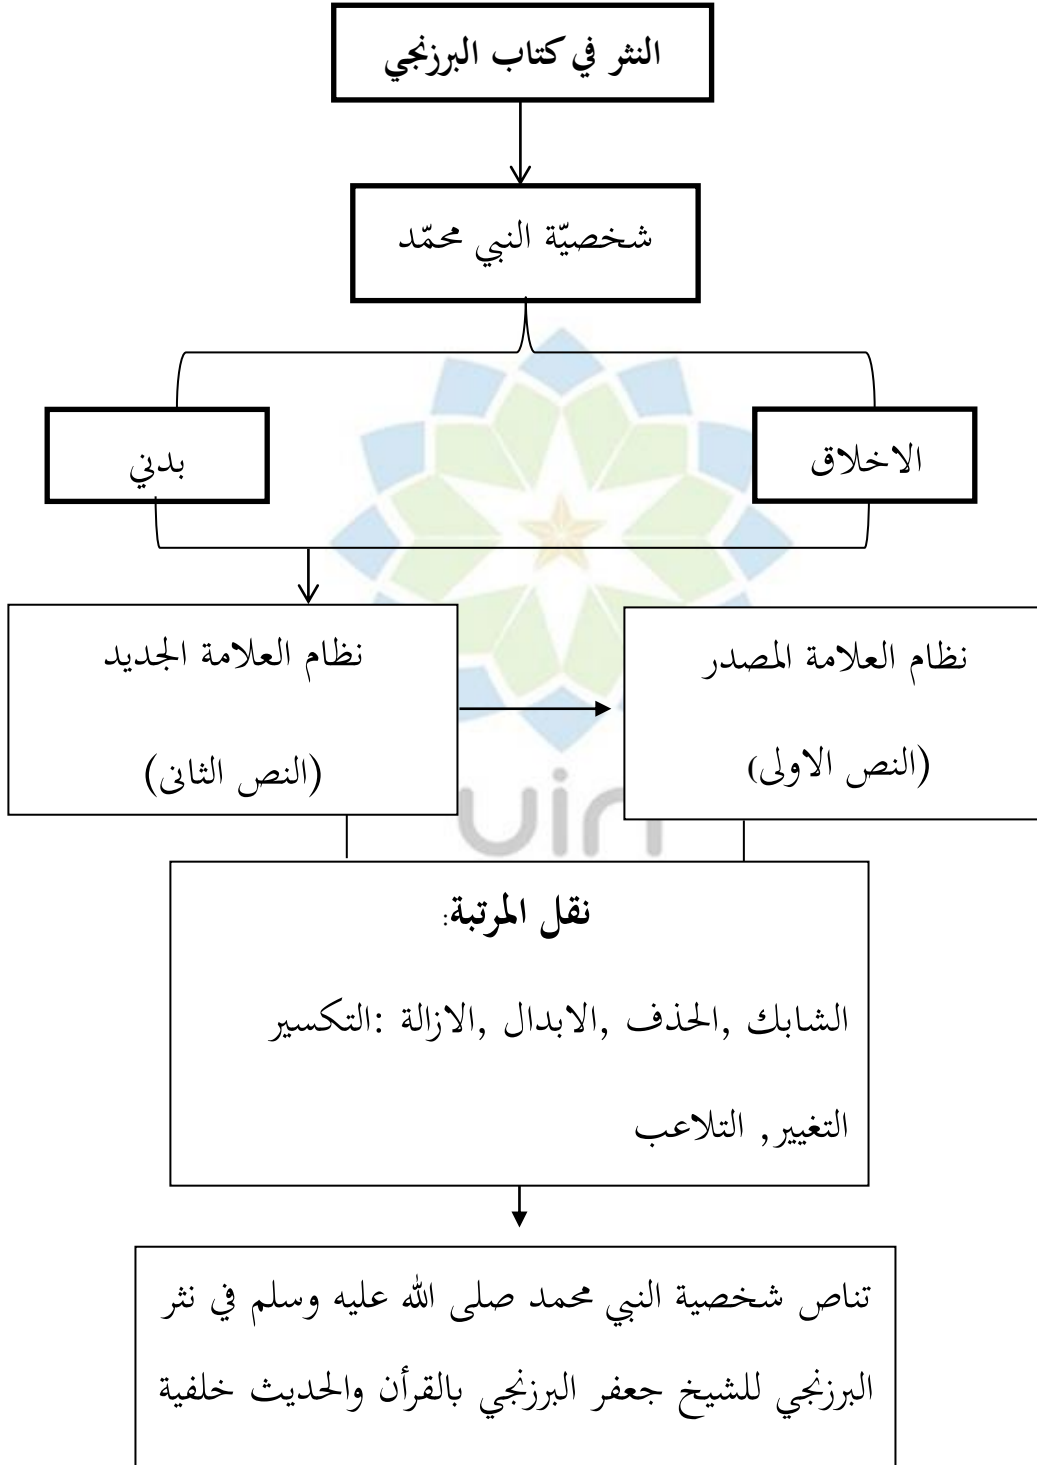 النثر في كتاب البرزنجي
شخصيّة النبي محمّد
الاخلاق
بدني
نظام العلامة المصدر
(النص الاولى)
نظام العلامة الجديد
(النص الثانى)
uin
نقل المرتبة:
الشابك ,الحذف ,الابدال ,الازالة :التكسير
التغيير, التلاعب
تناص شخصية النبي محمد صلى الله عليه وسلم في نثر
البرزنجي للشيخ جعفر البرزنجي بالقرأن والحديث خلفية